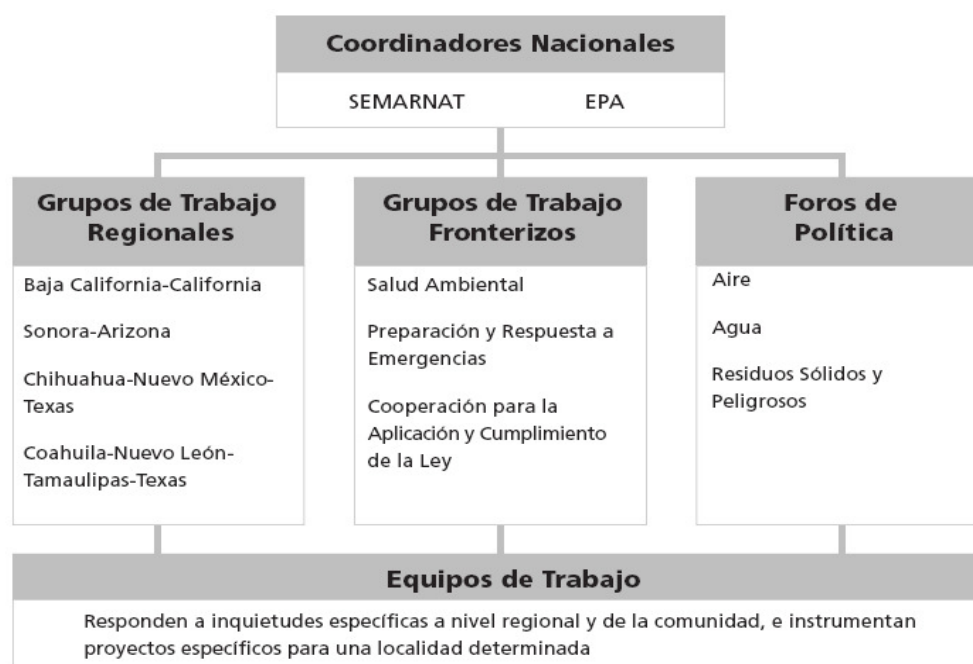 Coordinadores Nacionales
SEMARNAT EPA
Grupos de Trabajo
Regionales
Baja California-California
Sonora-Arizona
Chihuahua-Nuevo México-
Texas
Coahuila-Nuevo León-
Tamaulipas-Texas
Grupos de Trabajo
Fronterizos
Salud Ambiental
Preparación y Respuesta a
Emergencias
Cooperación para la
Aplicación y Cumplimiento
de la Ley
Foros de
Política
Aire
Agua
Residuos Sólidos y
Peligrosos
Equipos de Trabajo
Responden a inquietudes específicas a nivel regional y de la comunidad, e instrumentan
proyectos específicos para una localidad determinada